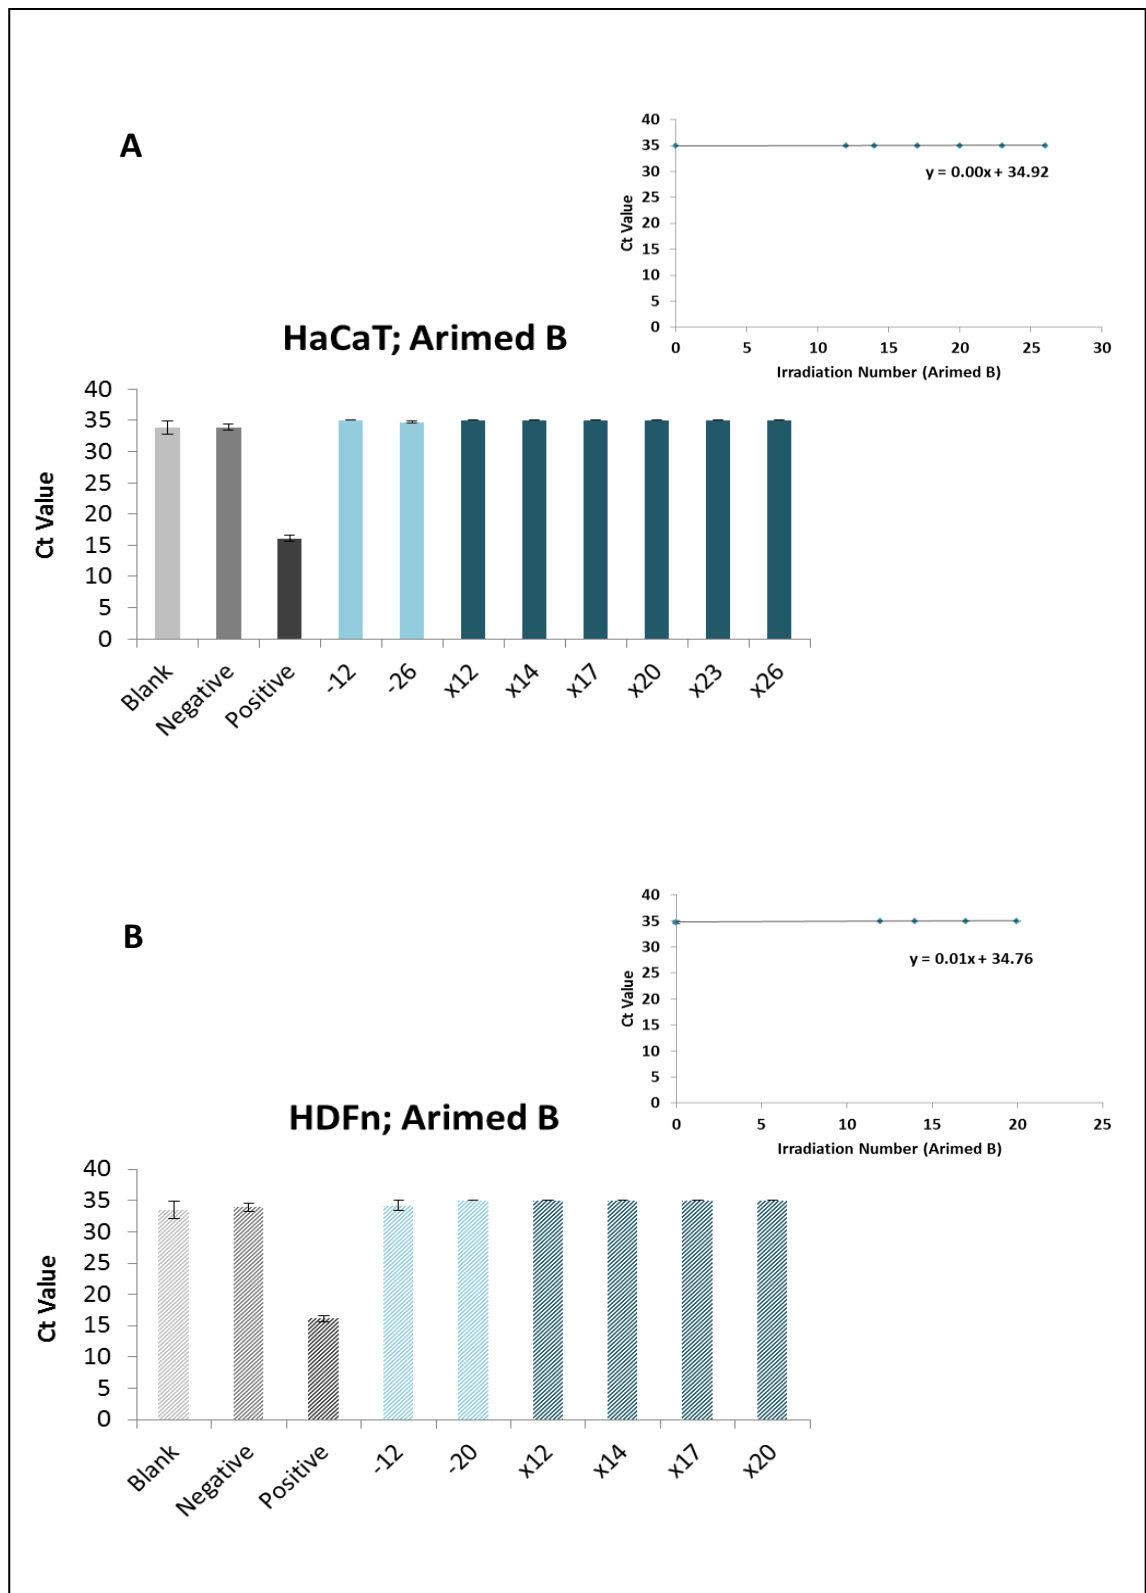 A
40
35
30
25
20
15
10
5
0
Ct Value
y = 0.00x + 34.92
0 5 10 15 20 25 30
Irradiation Number (Arimed B)
HaCaT; Arimed B
40
35
30
25
20
15
10
5
0
Ct Value
Blank Negative Positive -12 -26 x12 x14 x17 x20 x23 x26
B
40
35
30
25
20
15
10
5
0
Ct Value
y = 0.01x + 34.76
0 5 10 15 20 25
Irradiation Number (Arimed B)
HDFn; Arimed B
40
35
30
25
20
15
10
5
0
Ct Value
Blank Negative Positive -12 -20 x12 x14 x17 x20